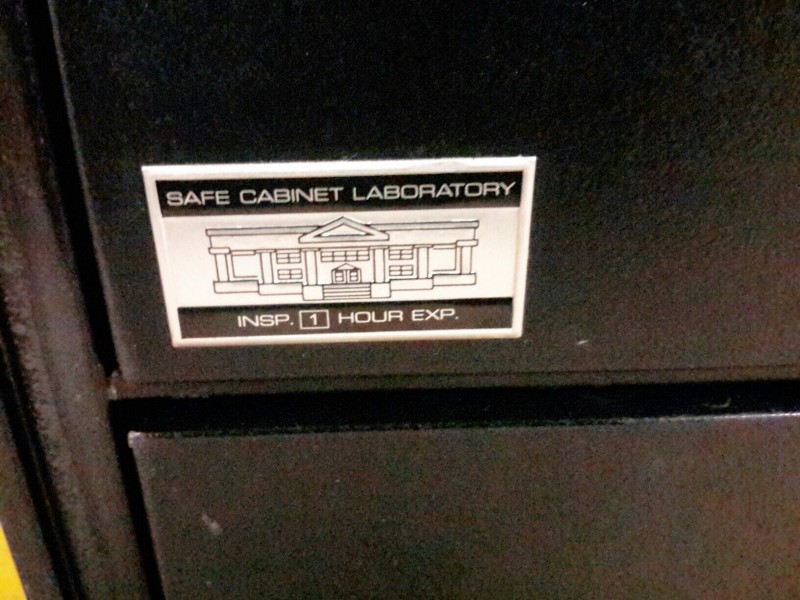 SAFE CABINET LABORATORY
INSP. 1 HOUR EXP.